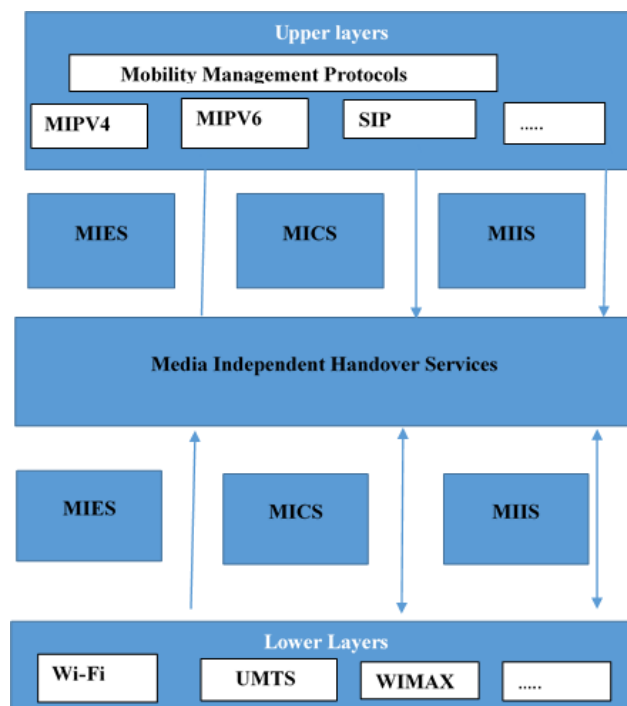 Upper layers
Mobility Management Protocols
MIPV4
MIPV6
SIP
.....
MIES
MICS
MIIS
Media Independent Handover Services
MIES
MICS
MIIS
Lower Layers
Wi-Fi
UMTS
WIMAX
.....